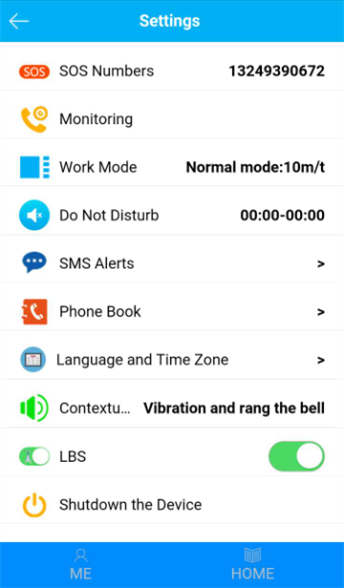 Settings
SOS SOS Numbers 13249390672
Monitoring
Work Mode Normal mode:10m/t
Do Not Disturb 00:00-00:00
SMS Alerts >
Phone Book >
Language and Time Zone >
Contextu... Vibration and rang the bell
LBS
Shutdown the Device
ME HOME